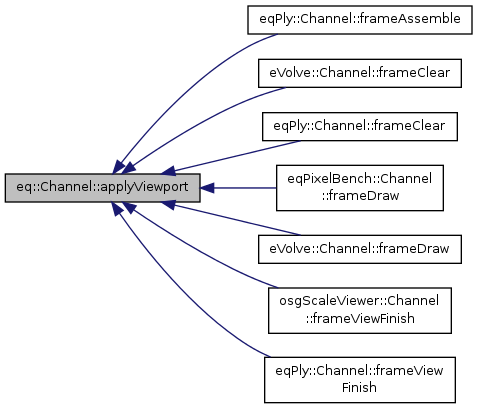 eqPly::Channel::frameAssemble
eVolve::Channel::frameClear
eqPly::Channel::frameClear
eqPixelBench::Channel
::frameDraw
eq::Channel::applyViewport
eVolve::Channel::frameDraw
osgScaleViewer::Channel
::frameViewFinish
eqPly::Channel::frameView
Finish